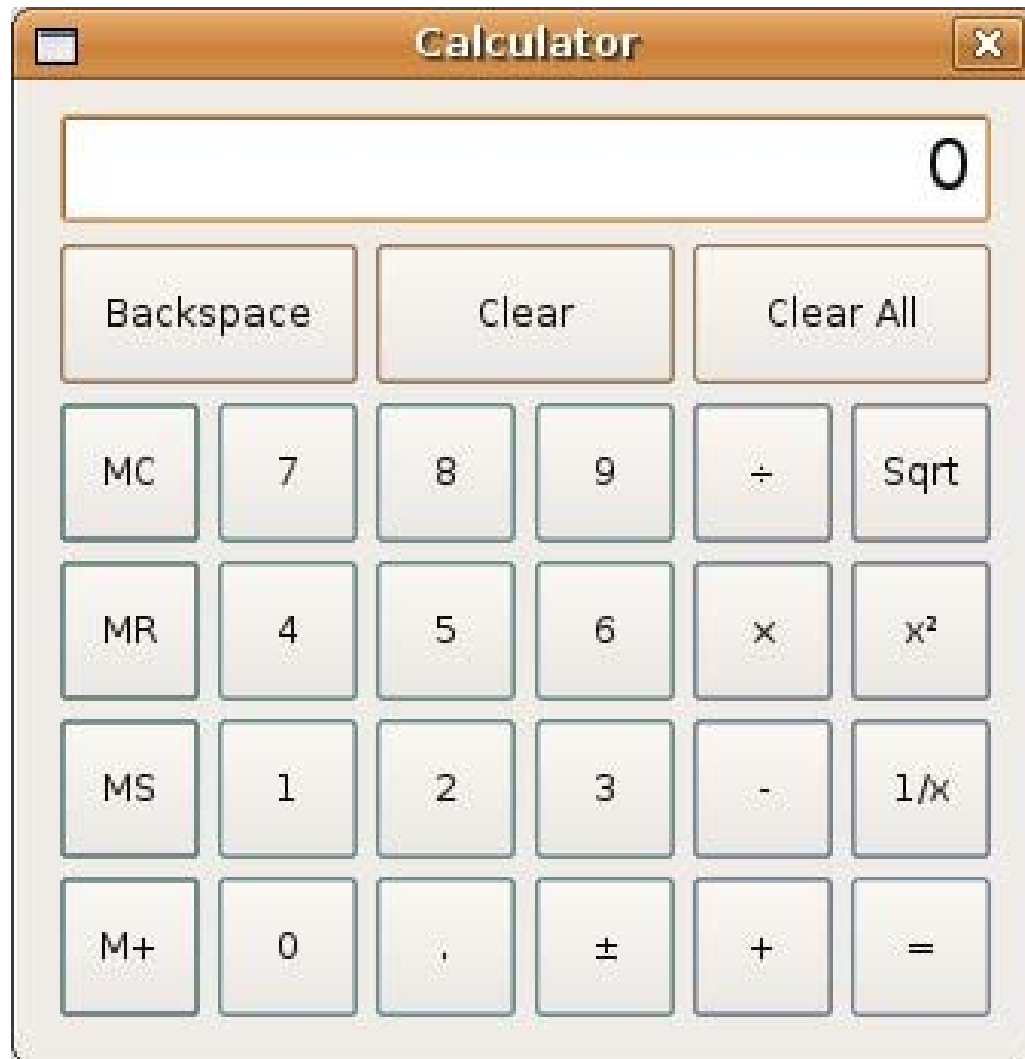 Calculator
0
Backspace Clear Clear All
MC 7 8 9 ÷ Sqrt
MR 4 5 6 × x²
MS 1 2 3 - 1/x
M+ 0 . ± + =